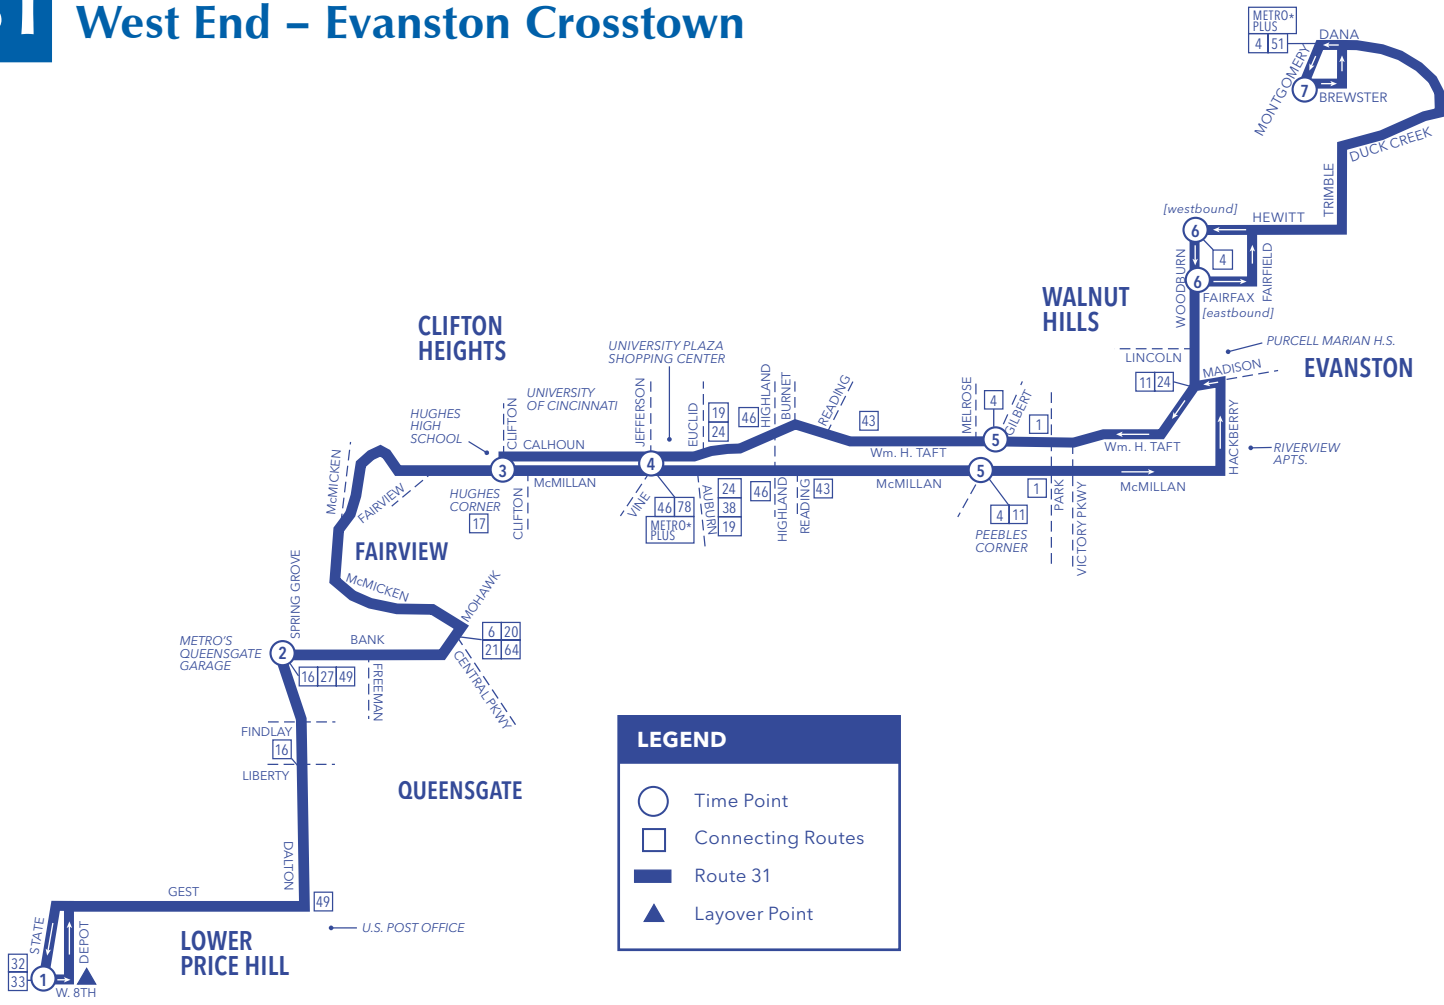 West End – Evanston Crosstown
METRO*
PLUS
4 51
DANA
MONTGOMERY
7
BREWSTER
DUCK CREEK
TRIMBLE
[westbound]
HEWITT
6
4
WOODBURN
FAIRFIELD
6
FAIRFAX
[eastbound]
WALNUT
HILLS
PURCELL MARIAN H.S.
LINCOLN
MADISON
EVANSTON
11 24
HACKBERRY
RIVERVIEW
APTS.
CLIFTON
HEIGHTS
UNIVERSITY PLAZA
SHOPPING CENTER
UNIVERSITY
OF CINCINNATI
HUGHES
HIGH
SCHOOL
CLIFTON
CALHOUN
JEFFERSON
EUCLID
19
24
46
HIGHLAND
BURNET
READING
43
Wm. H. TAFT
MELROSE
4
GILBERT
1
5
Wm. H. TAFT
McMICKEN
FAIRVIEW
3
McMILLAN
4
McMILLAN
5
McMILLAN
HUGHES
CORNER
17
CLIFTON
VINE
46 78
METRO*
PLUS
AUBURN
24
38
19
46
HIGHLAND
READING
43
4 11
PEEBLES
CORNER
1
PARK
VICTORY PKWY
FAIRVIEW
McMICKEN
MOHAWK
SPRING GROVE
METRO'S
QUEENSGATE
GARAGE
2
BANK
16 27 49
FREEMAN
6 20
21 64
CENTRAL PKWY
FINDLAY
16
LIBERTY
QUEENSGATE
DALTON
GEST
49
U.S. POST OFFICE
LOWER
PRICE HILL
STATE
DEPOT
32
33
1
W. 8TH
LEGEND
Time Point
Connecting Routes
Route 31
Layover Point